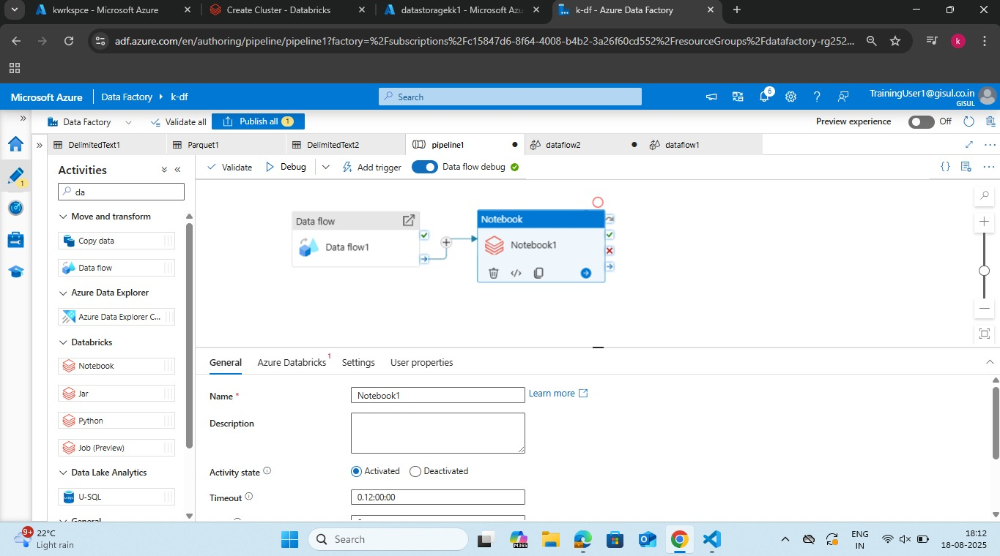 kwrkspce - Microsoft Azure
Create Cluster - Databricks
datastoragekk1 - Microsoft Azu
k-df - Azure Data Factory
adf.azure.com/en/authoring/pipeline/pipeline1?factory=%2Fsubscriptions%2Fc15847d6-8f64-4008-b4b2-3a26f60cd552%2FresourceGroups%2Fdatafactory-rg252...
k
Microsoft Azure
Data Factory
k-df
Search
6
TrainingUser1@gisul.co.in
GISUL
Data Factory
Validate all
Publish all 1
Preview experience
Off
DelimitedText1
Parquet1
DelimitedText2
pipeline1
dataflow2
dataflow1
1
Activities
Validate
Debug
Add trigger
Data flow debug
da
Move and transform
Copy data
Data flow
Azure Data Explorer
Azure Data Explorer C...
Databricks
Notebook
Jar
Python
Job (Preview)
Data Lake Analytics
U-SQL
General
Data flow
Data flow1
Notebook
Notebook1
General
Azure Databricks 1
Settings
User properties
Name *
Notebook1
Learn more
Description
Activity state
Activated
Deactivated
Timeout
0.12:00:00
9+
22°C
Light rain
Search
M365
ENG
IN
18:12
18-08-2025